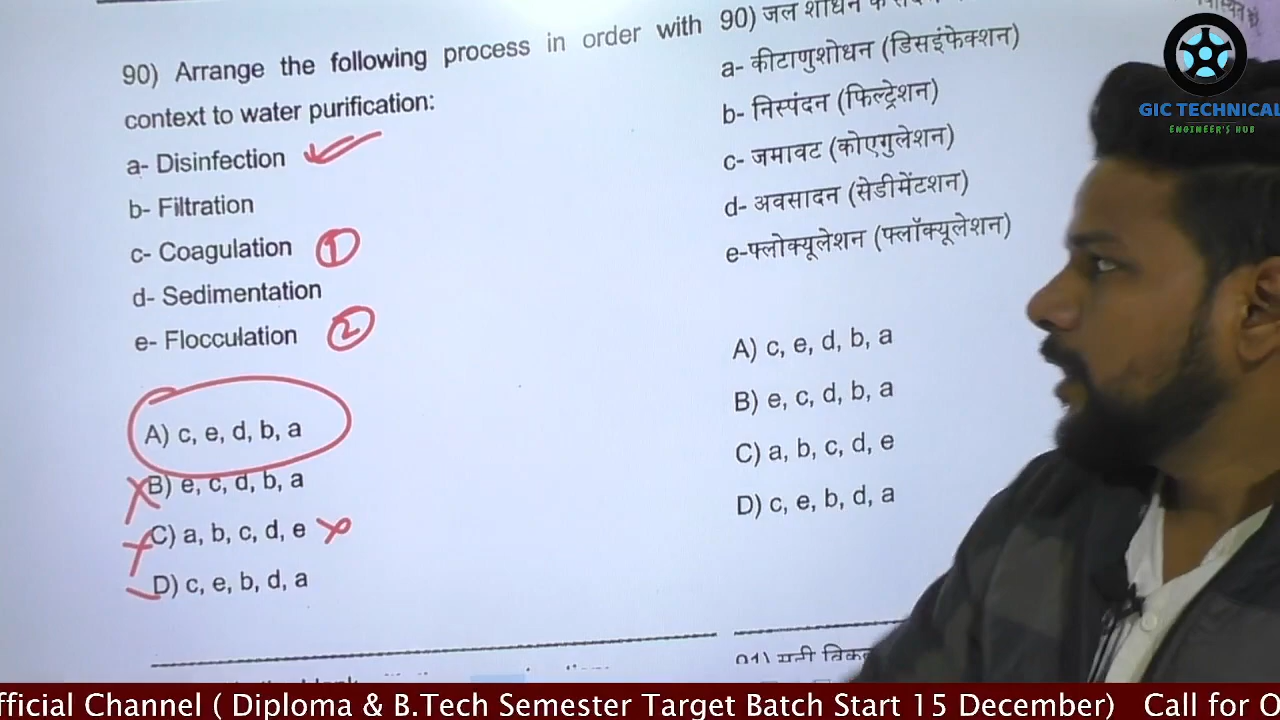 90) Arrange the following process in order with
context to water purification:
a- Disinfection
b- Filtration
c- Coagulation 1
d- Sedimentation
e- Flocculation 2
A) c, e, d, b, a
B) e, c, d, b, a
C) a, b, c, d, e
D) c, e, b, d, a
90) जल शोधन
a- कीटाणुशोधन (डिसइंफेक्शन)
b- निस्पंदन (फिल्ट्रेशन)
c- जमावट (कोएगुलेशन)
d- अवसादन (सेडीमेंटशन)
e-फ्लोक्यूलेशन (फ्लॉक्यूलेशन)
A) c, e, d, b, a
B) e, c, d, b, a
C) a, b, c, d, e
D) c, e, b, d, a
GIC TECHNICAL
ENGINEER'S HUB
fficial Channel ( Diploma & B.Tech Semester Target Batch Start 15 December) Call for O